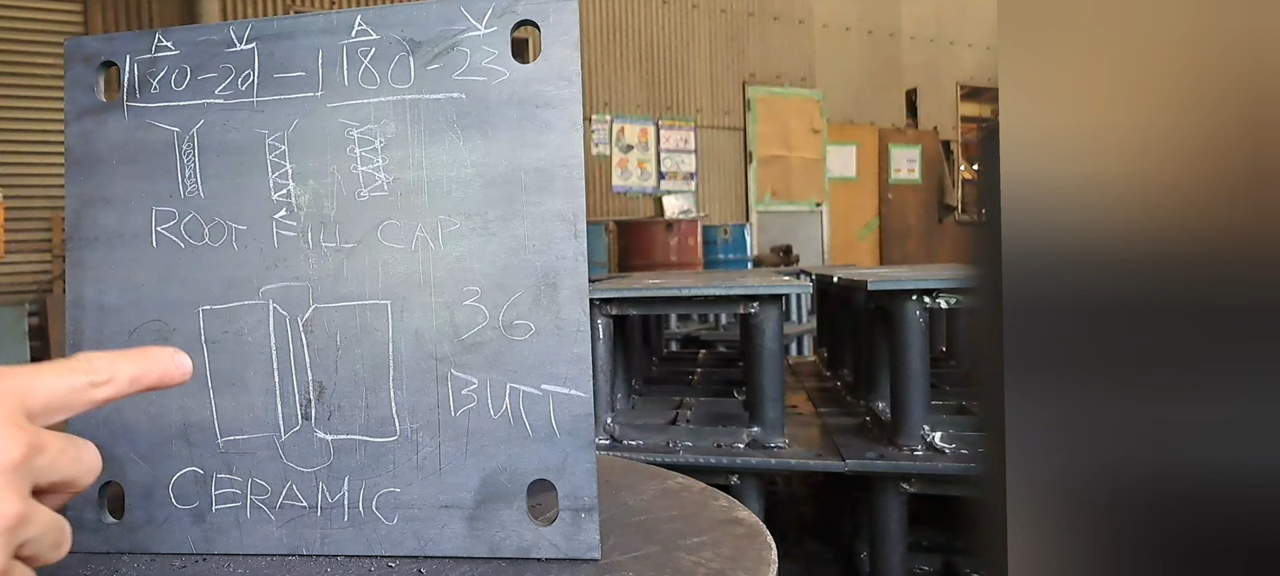 A V A V
180-20 - 180-23
ROOT FILL CAP
36
BUTT
CERAMIC